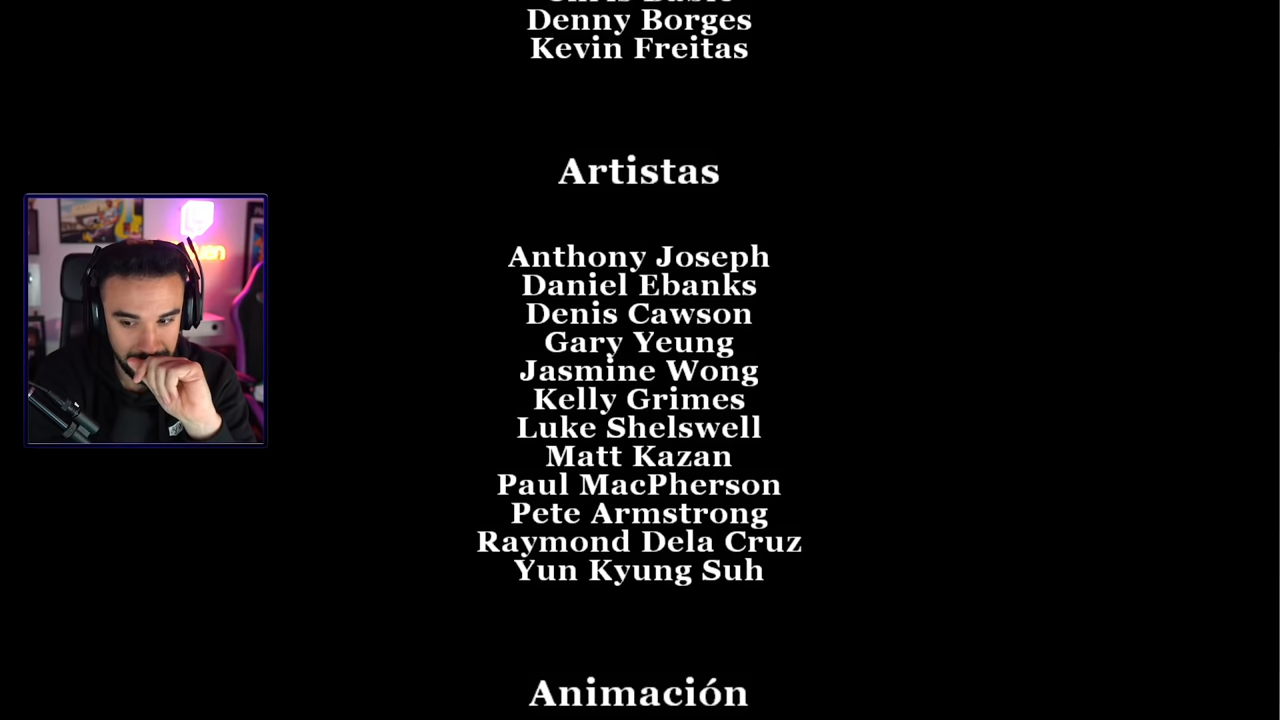 Denny Borges
Kevin Freitas
Artistas
Anthony Joseph
Daniel Ebanks
Denis Cawson
Gary Yeung
Jasmine Wong
Kelly Grimes
Luke Shelswell
Matt Kazan
Paul MacPherson
Pete Armstrong
Raymond Dela Cruz
Yun Kyung Suh
Animación